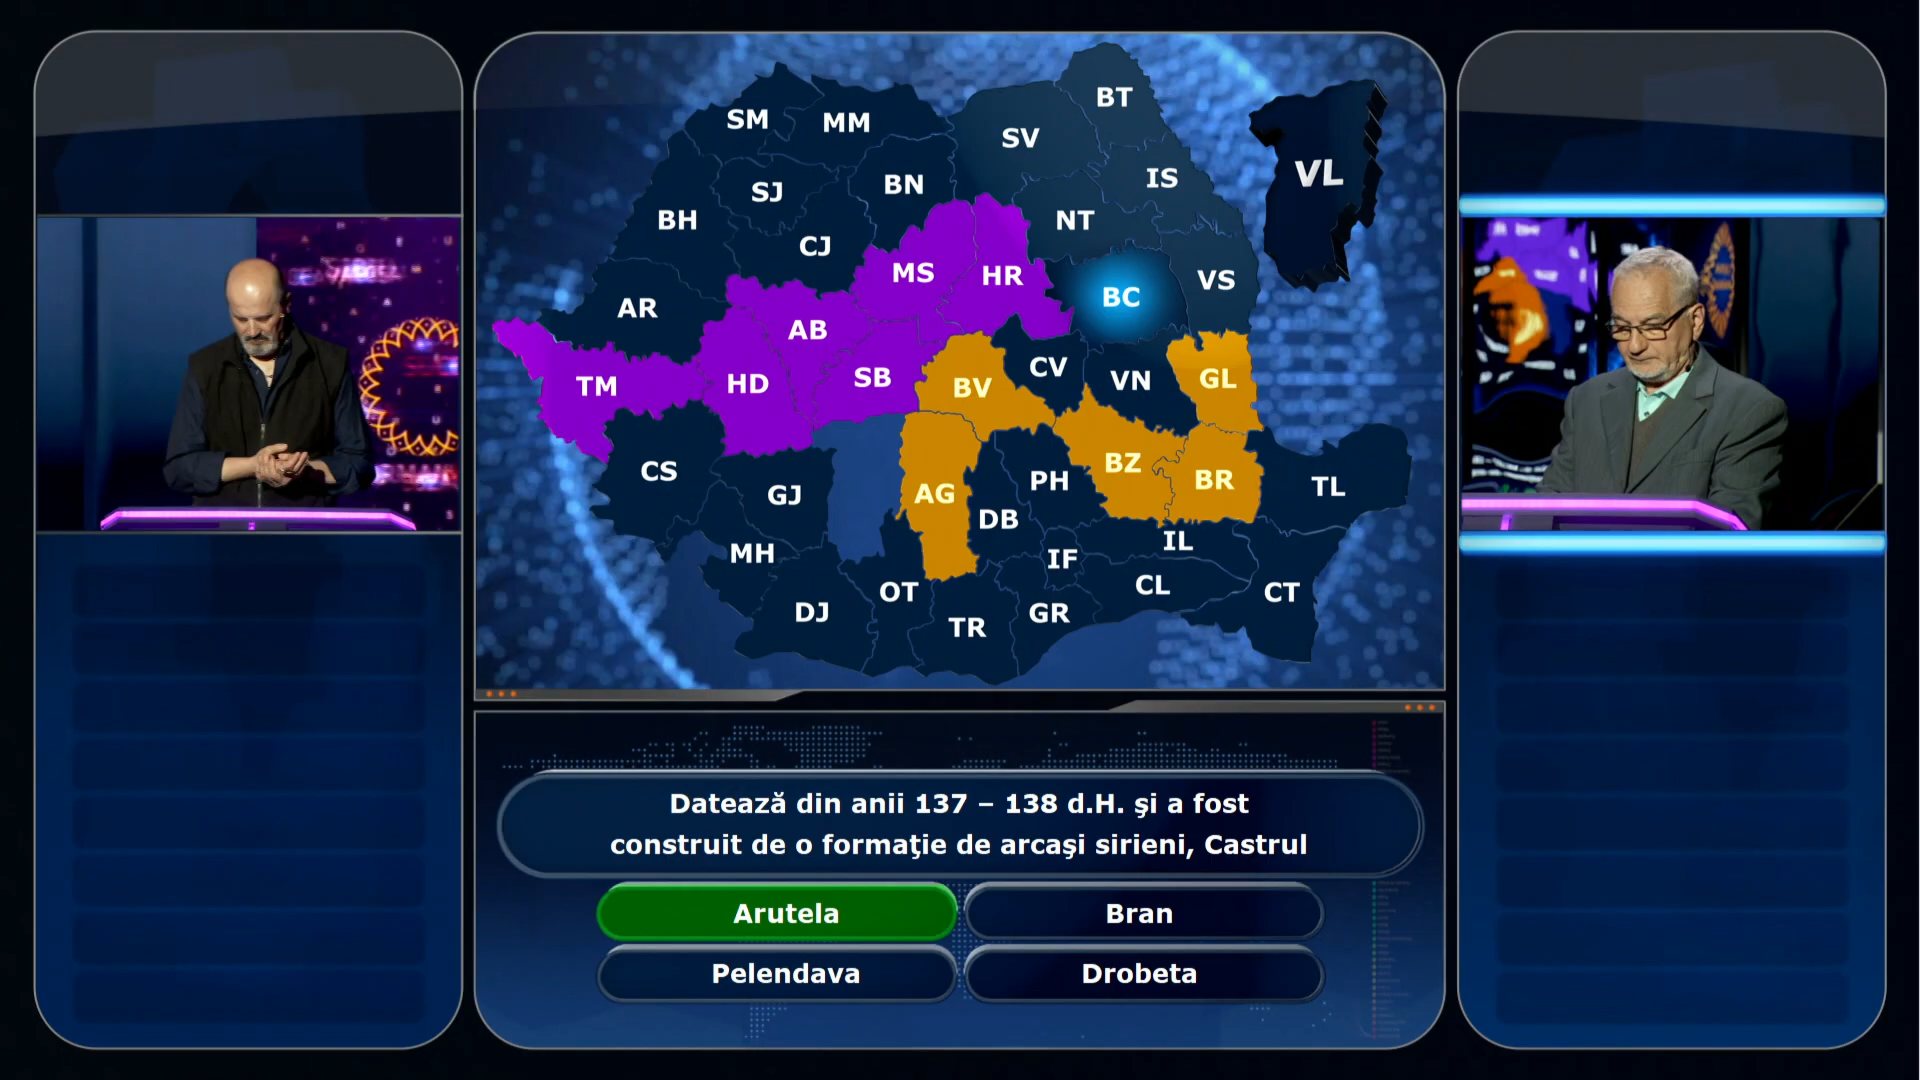 BT
SM
MM
SV
VL
BN
IS
SJ
BH
NT
CJ
MS
HR
VS
BC
AR
AB
CV
SB
GL
VN
HD
TM
BV
BZ
CS
BR
PH
TL
AG
GJ
DB
IL
MH
IF
CL
OT
CT
DJ
GR
TR
Datează din anii 137 – 138 d.H. şi a fost
construit de o formaţie de arcaşi sirieni, Castrul
Arutela
Bran
Pelendava
Drobeta